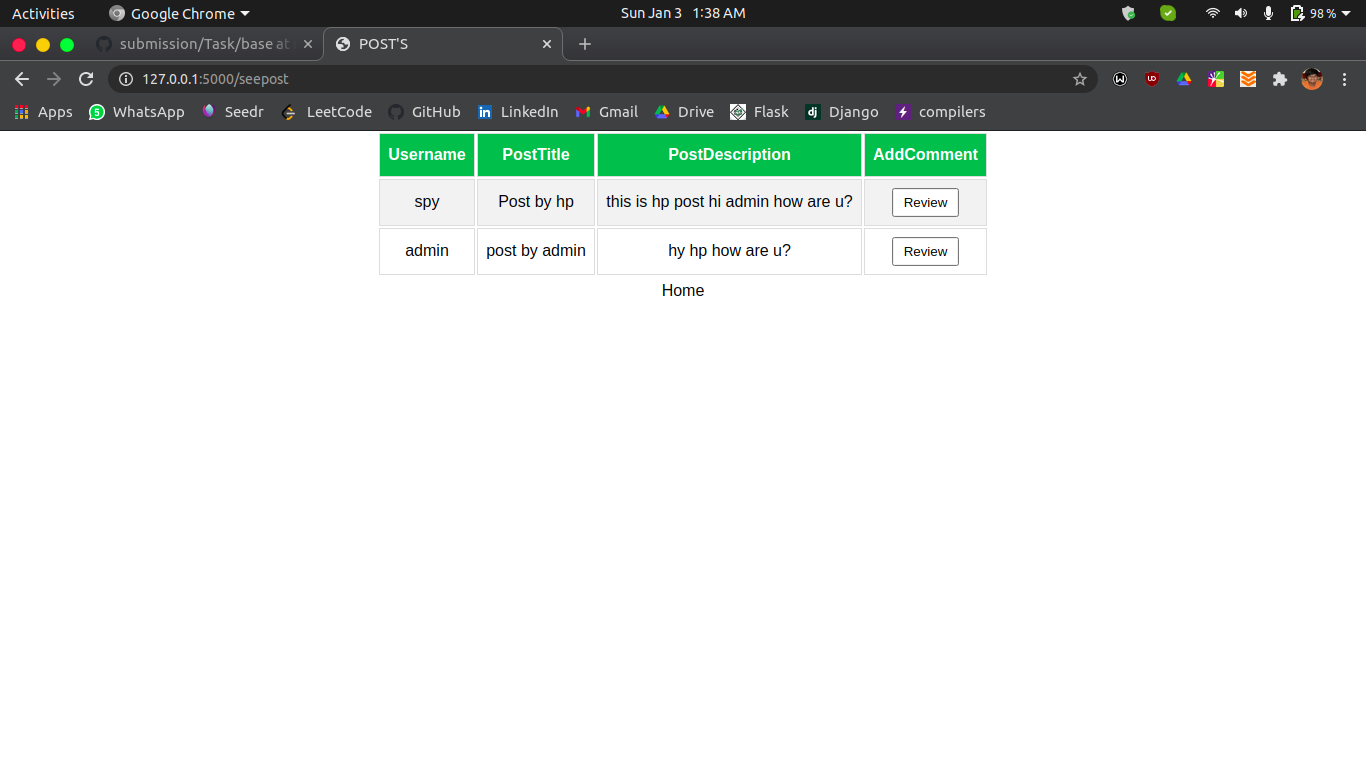 Activities Google Chrome Sun Jan 3 1:38 AM 98 %
submission/Task/base at POST'S
127.0.0.1:5000/seepost
Apps WhatsApp Seedr LeetCode GitHub LinkedIn Gmail Drive Flask Django compilers
Username PostTitle PostDescription AddComment
spy Post by hp this is hp post hi admin how are u? Review
admin post by admin hy hp how are u? Review
Home